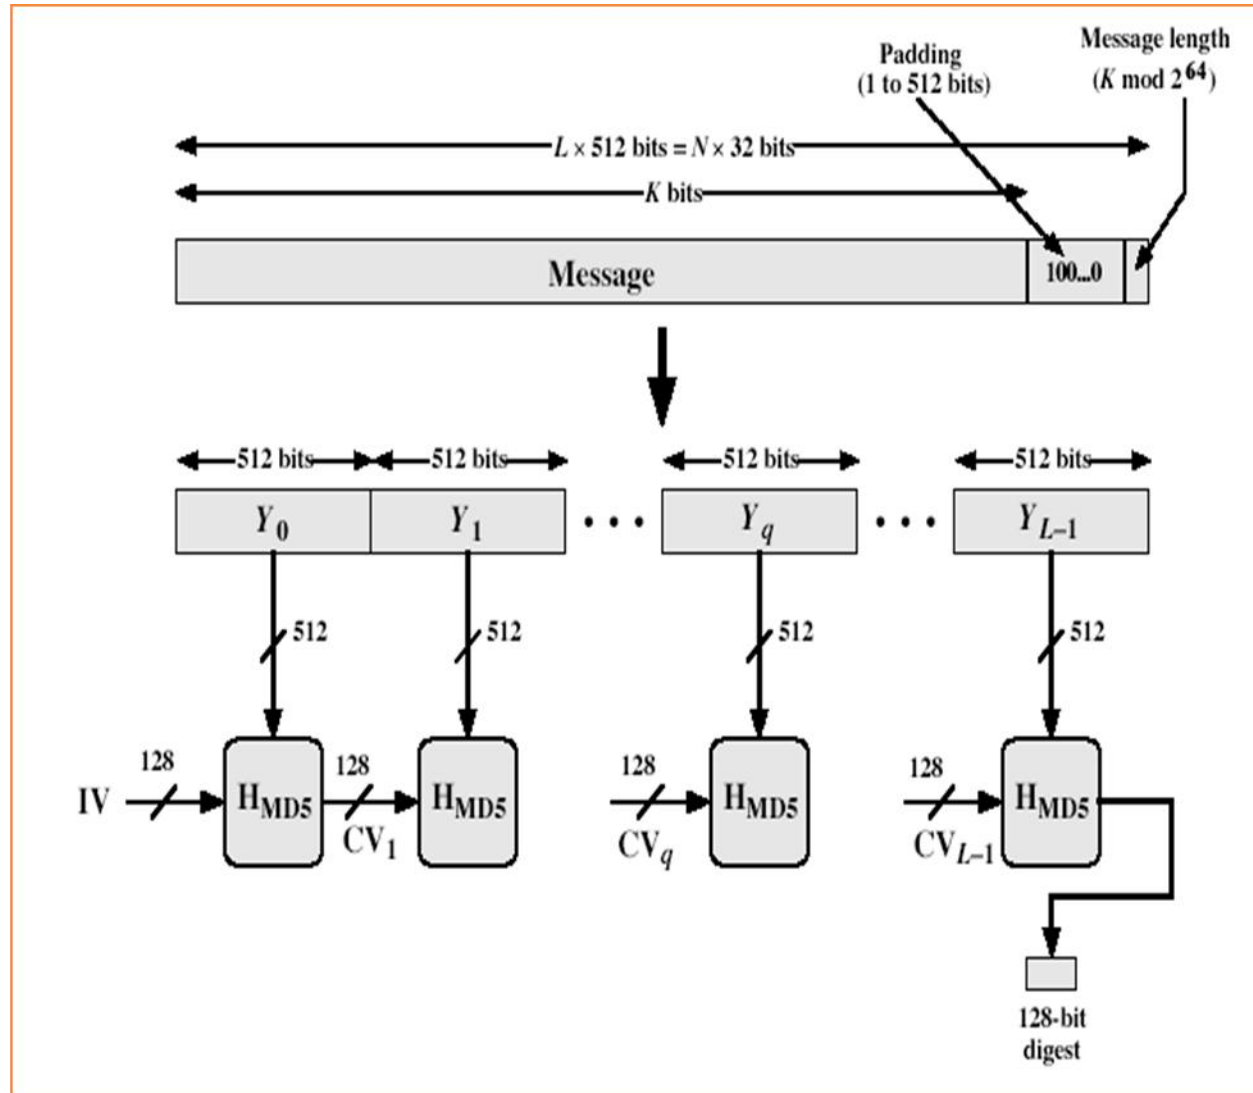 Padding
(1 to 512 bits)
Message length
(K mod 2^64)
L × 512 bits = N × 32 bits
K bits
Message
100...0
512 bits
512 bits
512 bits
512 bits
Y0
Y1
• • •
Yq
• • •
YL–1
512
512
512
512
IV
128
HMD5
128
CV1
HMD5
128
CVq
HMD5
128
CVL–1
HMD5
128-bit
digest